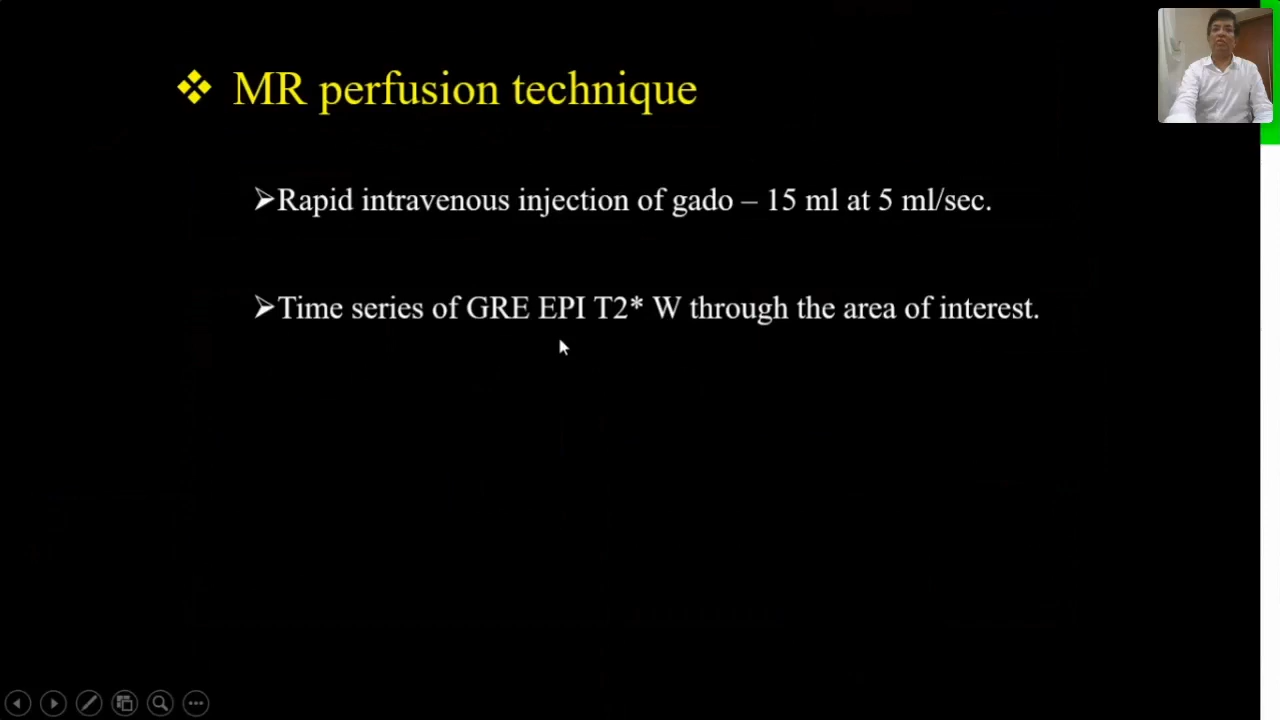 ❖ MR perfusion technique
➢Rapid intravenous injection of gado – 15 ml at 5 ml/sec.
➢Time series of GRE EPI T2* W through the area of interest.